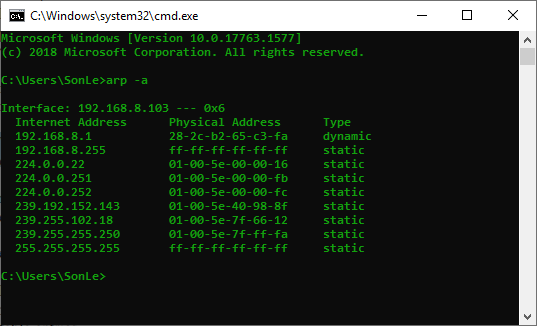 C:\Windows\system32\cmd.exe
Microsoft Windows [Version 10.0.17763.1577]
(c) 2018 Microsoft Corporation. All rights reserved.
C:\Users\SonLe>arp -a
Interface: 192.168.8.103 --- 0x6
Internet Address Physical Address Type
192.168.8.1 28-2c-b2-65-c3-fa dynamic
192.168.8.255 ff-ff-ff-ff-ff-ff static
224.0.0.22 01-00-5e-00-00-16 static
224.0.0.251 01-00-5e-00-00-fb static
224.0.0.252 01-00-5e-00-00-fc static
239.192.152.143 01-00-5e-40-98-8f static
239.255.102.18 01-00-5e-7f-66-12 static
239.255.255.250 01-00-5e-7f-ff-fa static
255.255.255.255 ff-ff-ff-ff-ff-ff static
C:\Users\SonLe>